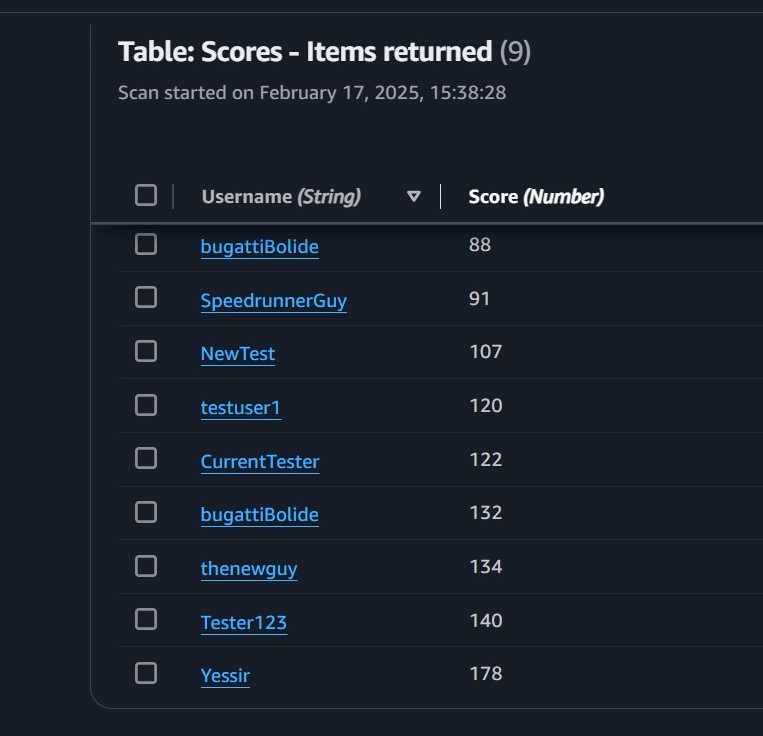 Table: Scores - Items returned (9)
Scan started on February 17, 2025, 15:38:28
Username (String) Score (Number)
bugattiBolide 88
SpeedrunnerGuy 91
NewTest 107
testuser1 120
CurrentTester 122
bugattiBolide 132
thenewguy 134
Tester123 140
Yessir 178